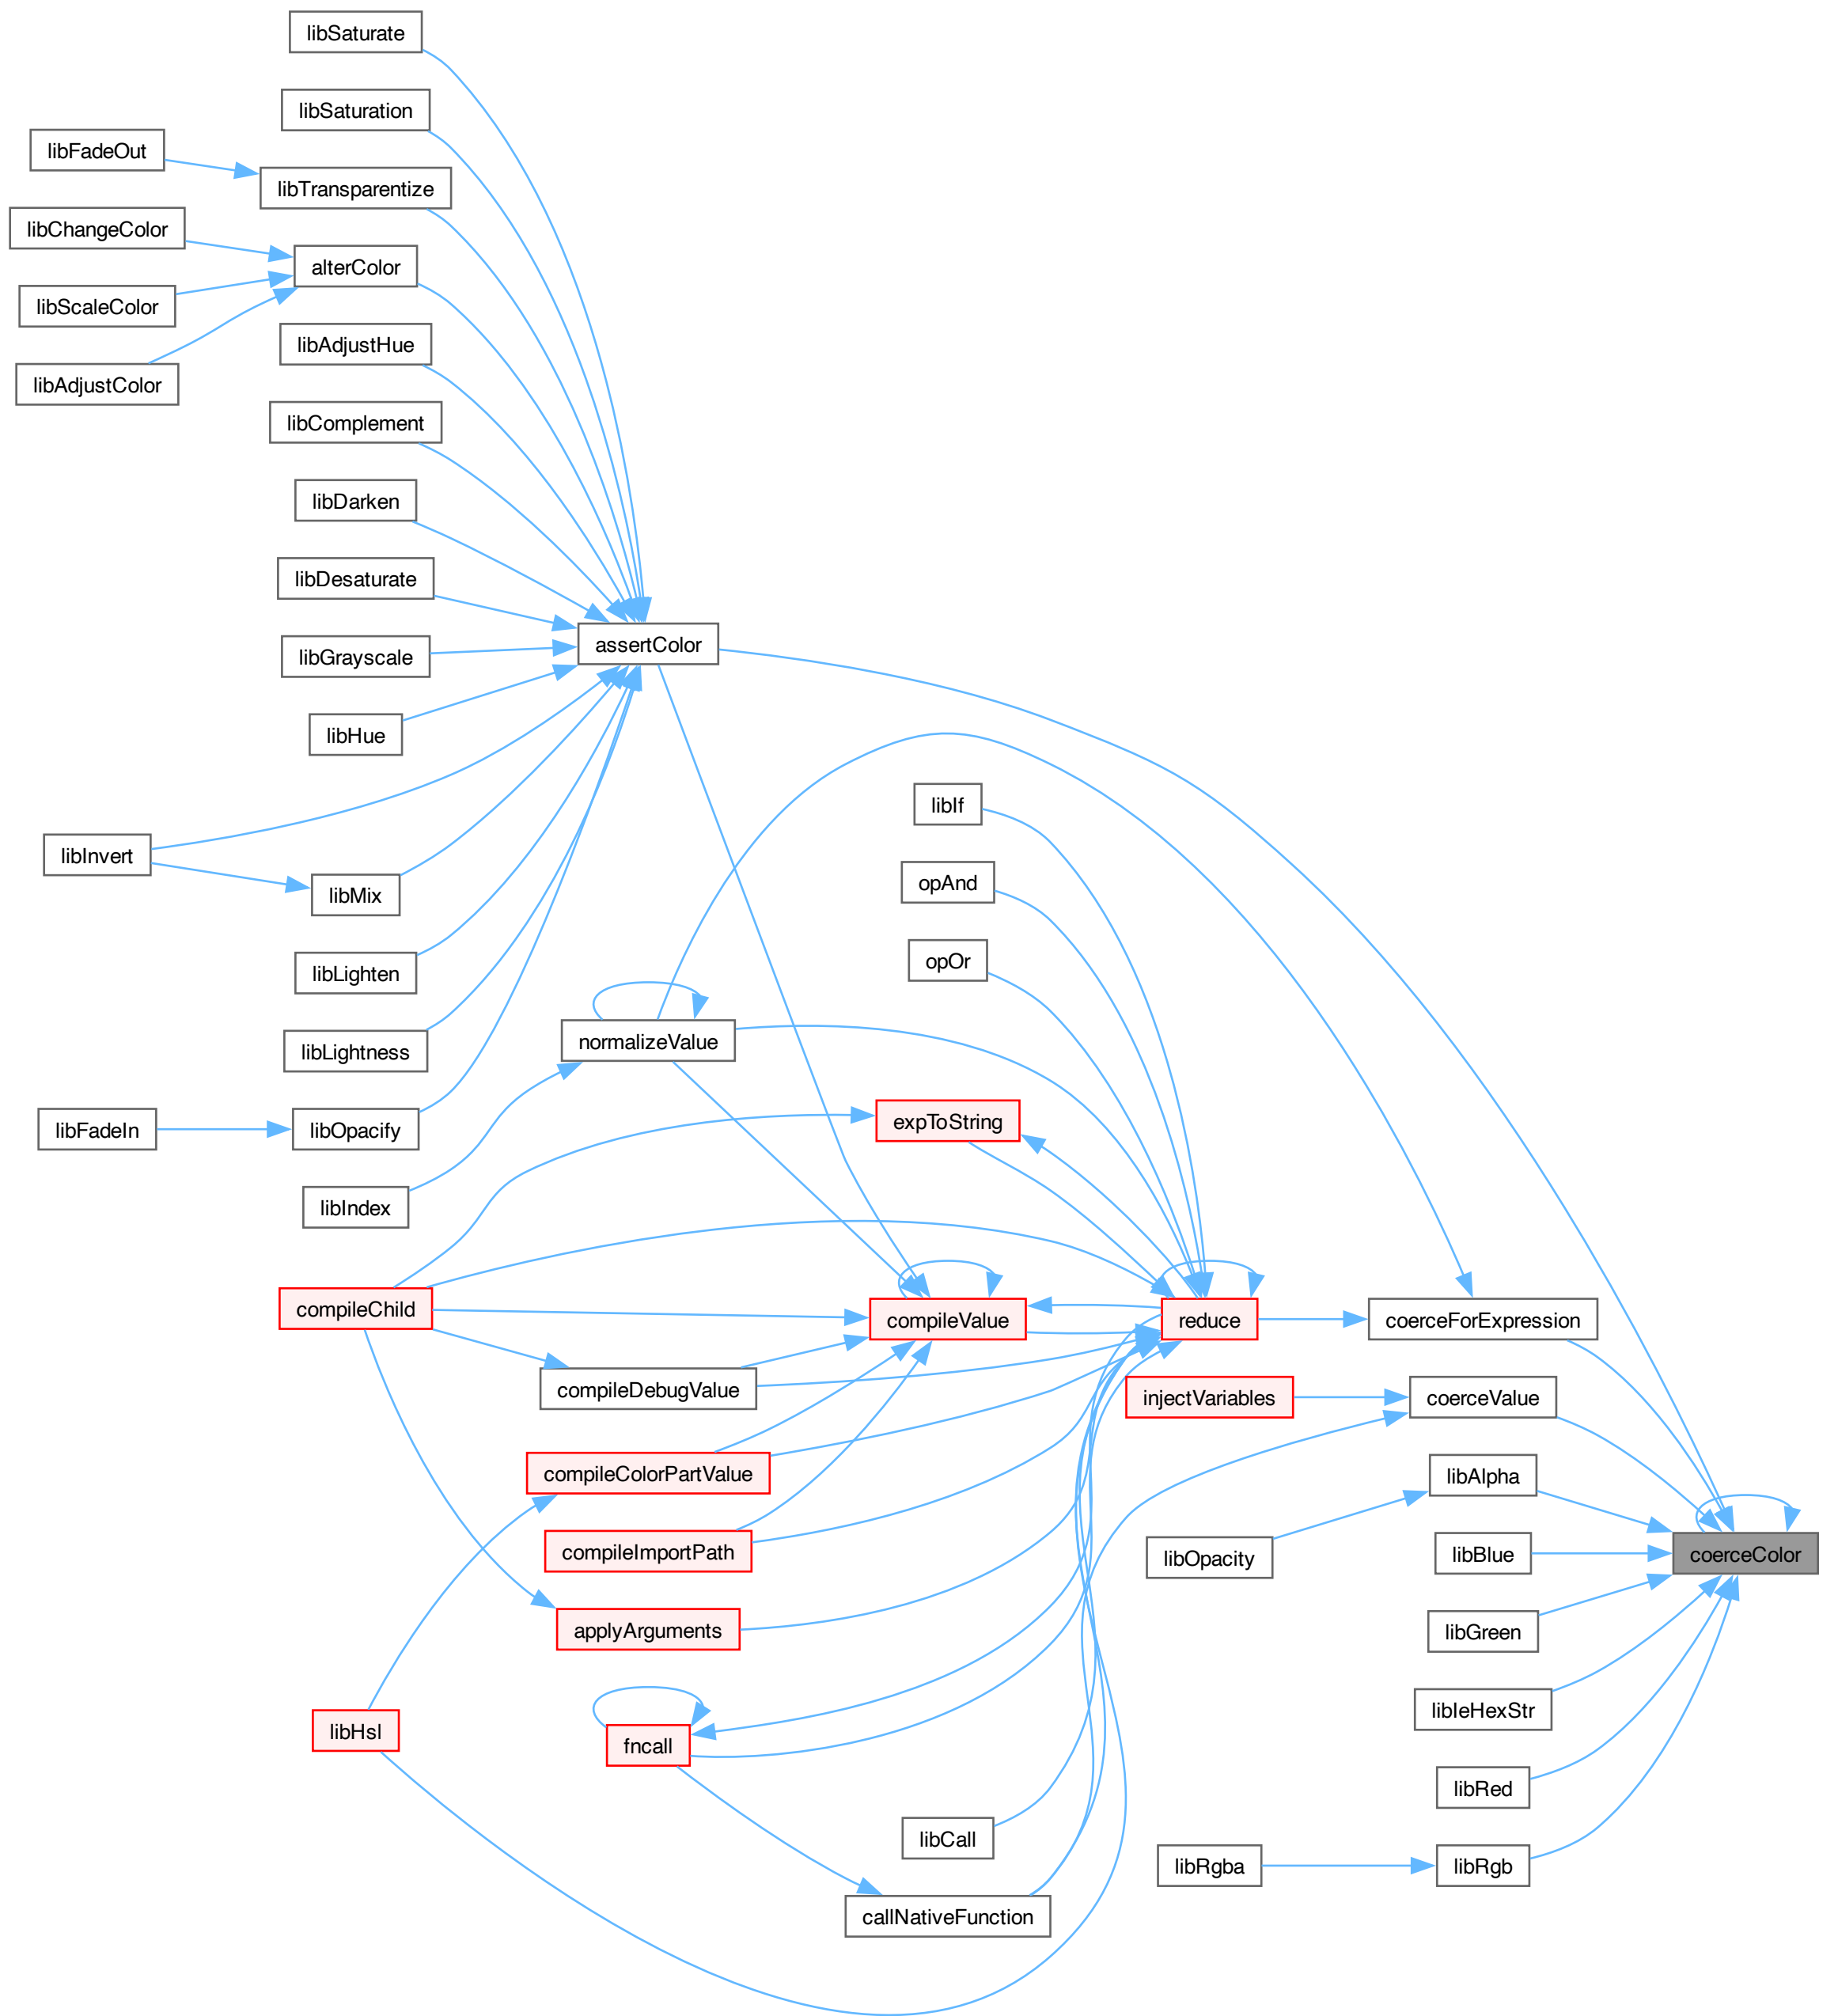 libSaturate
libSaturation
libFadeOut
libTransparentize
libChangeColor
alterColor
libScaleColor
libAdjustHue
libAdjustColor
libComplement
libDarken
libDesaturate
assertColor
libGrayscale
libHue
libIf
libInvert
opAnd
libMix
opOr
libLighten
normalizeValue
libLightness
expToString
libFadeIn
libOpacify
libIndex
compileChild
compileValue
reduce
coerceForExpression
compileDebugValue
injectVariables
coerceValue
compileColorPartValue
libAlpha
compileImportPath
libOpacity
libBlue
coerceColor
applyArguments
libGreen
libIeHexStr
libHsl
fncall
libRed
libCall
libRgba
libRgb
callNativeFunction